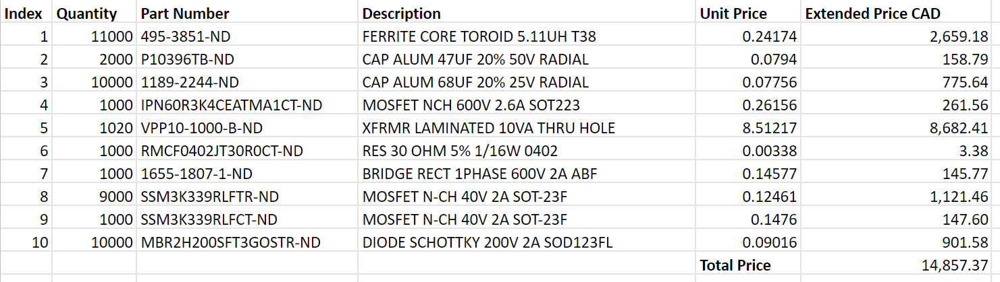 Index Quantity Part Number Description Unit Price Extended Price CAD
1 11000 495-3851-ND FERRITE CORE TOROID 5.11UH T38 0.24174 2,659.18
2 2000 P10396TB-ND CAP ALUM 47UF 20% 50V RADIAL 0.0794 158.79
3 10000 1189-2244-ND CAP ALUM 68UF 20% 25V RADIAL 0.07756 775.64
4 1000 IPN60R3K4CEATMA1CT-ND MOSFET NCH 600V 2.6A SOT223 0.26156 261.56
5 1020 VPP10-1000-B-ND XFRMR LAMINATED 10VA THRU HOLE 8.51217 8,682.41
6 1000 RMCF0402JT30R0CT-ND RES 30 OHM 5% 1/16W 0402 0.00338 3.38
7 1000 1655-1807-1-ND BRIDGE RECT 1PHASE 600V 2A ABF 0.14577 145.77
8 9000 SSM3K339RLFTR-ND MOSFET N-CH 40V 2A SOT-23F 0.12461 1,121.46
9 1000 SSM3K339RLFCT-ND MOSFET N-CH 40V 2A SOT-23F 0.1476 147.60
10 10000 MBR2H200SFT3GOSTR-ND DIODE SCHOTTKY 200V 2A SOD123FL 0.09016 901.58
Total Price 14,857.37